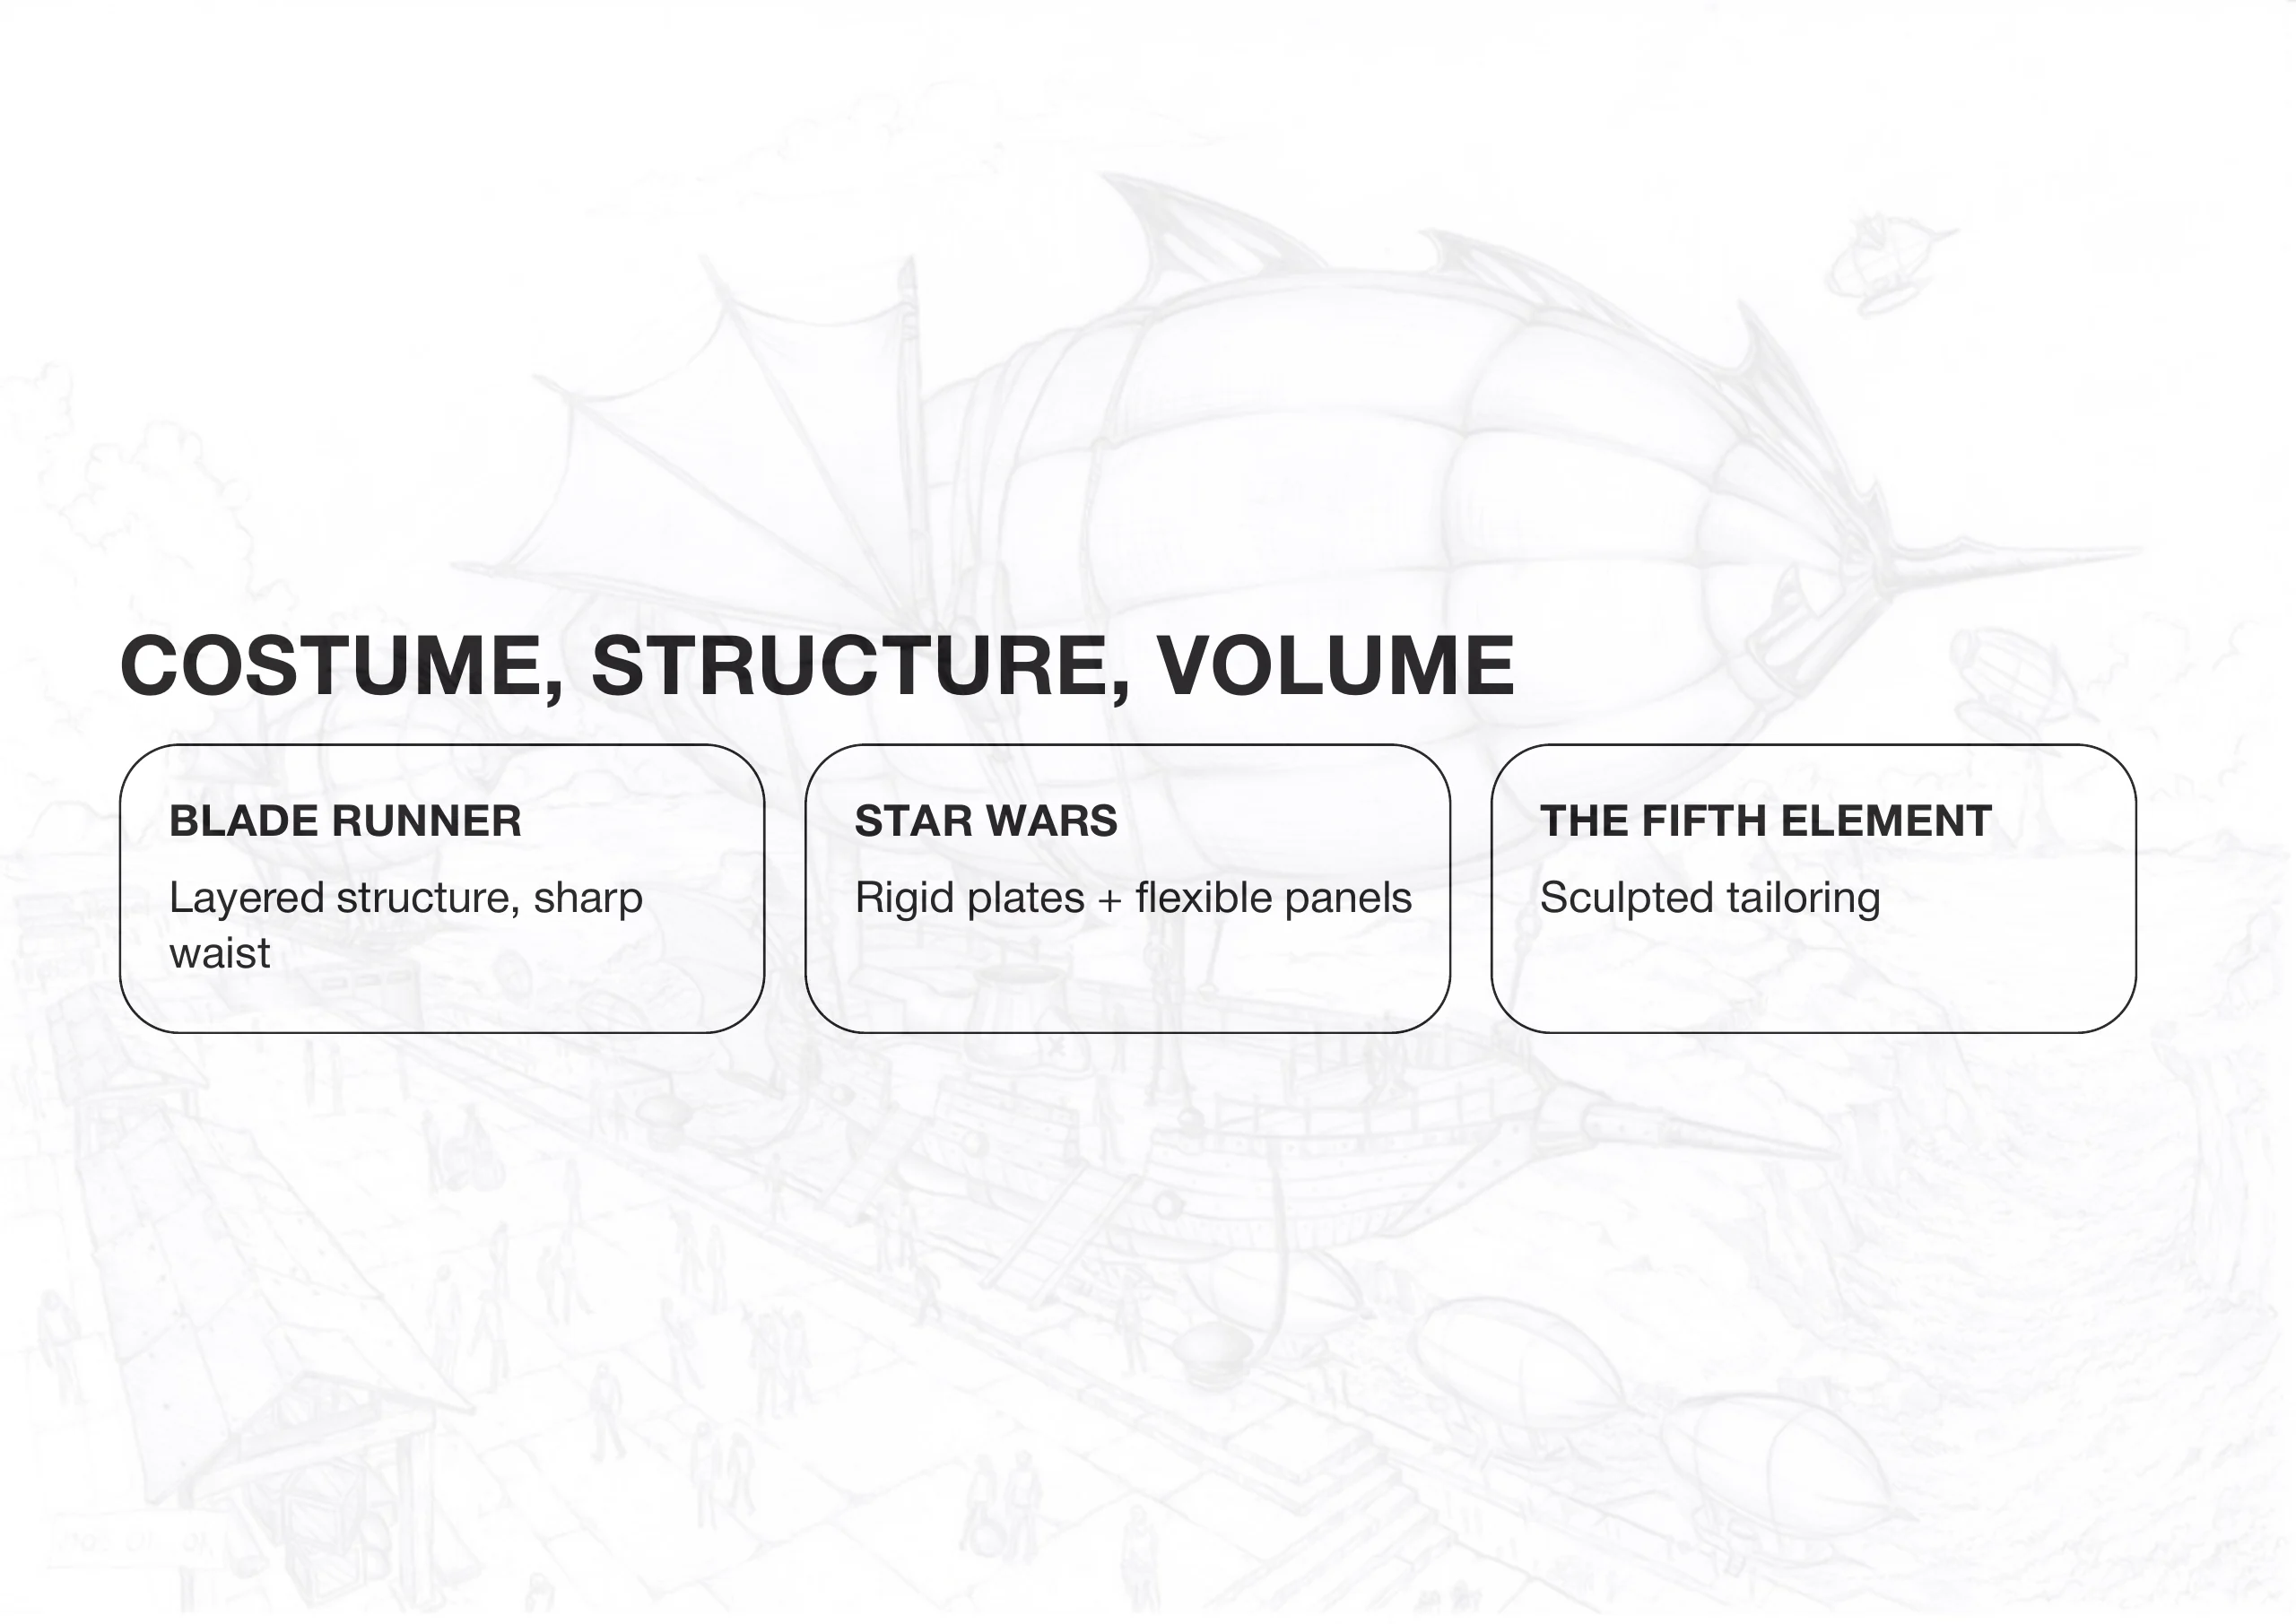 COSTUME, STRUCTURE, VOLUME
BLADE RUNNER
Layered structure, sharp
waist
STAR WARS
Rigid plates + flexible panels
THE FIFTH ELEMENT
Sculpted tailoring